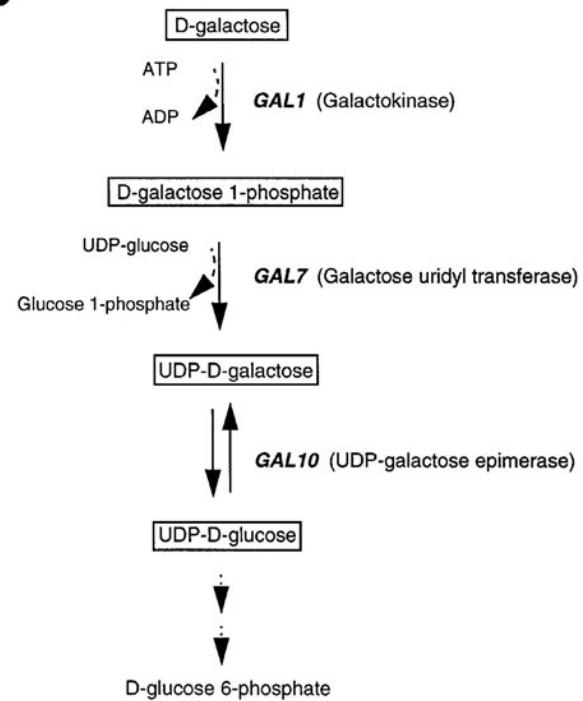 D-galactose
ATP
GAL1 (Galactokinase)
ADP
D-galactose 1-phosphate
UDP-glucose
GAL7 (Galactose uridyl transferase)
Glucose 1-phosphate
UDP-D-galactose
GAL10 (UDP-galactose epimerase)
UDP-D-glucose
D-glucose 6-phosphate